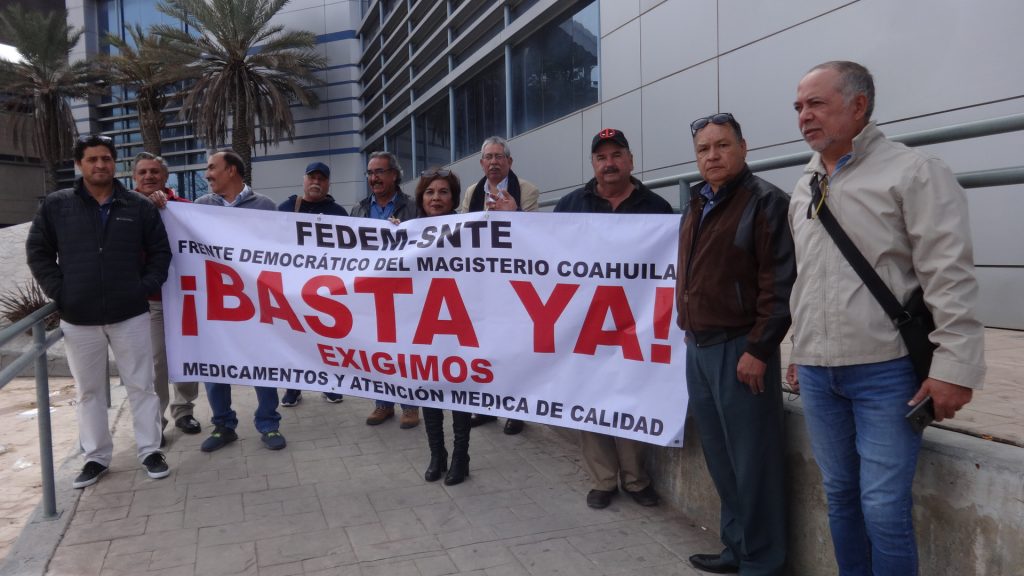 FEDEM-SNTE
FRENTE DEMOCRÁTICO DEL MAGISTERIO COAHUILA
¡BASTA YA!
EXIGIMOS
MEDICAMENTOS Y ATENCIÓN MEDICA DE CALIDAD